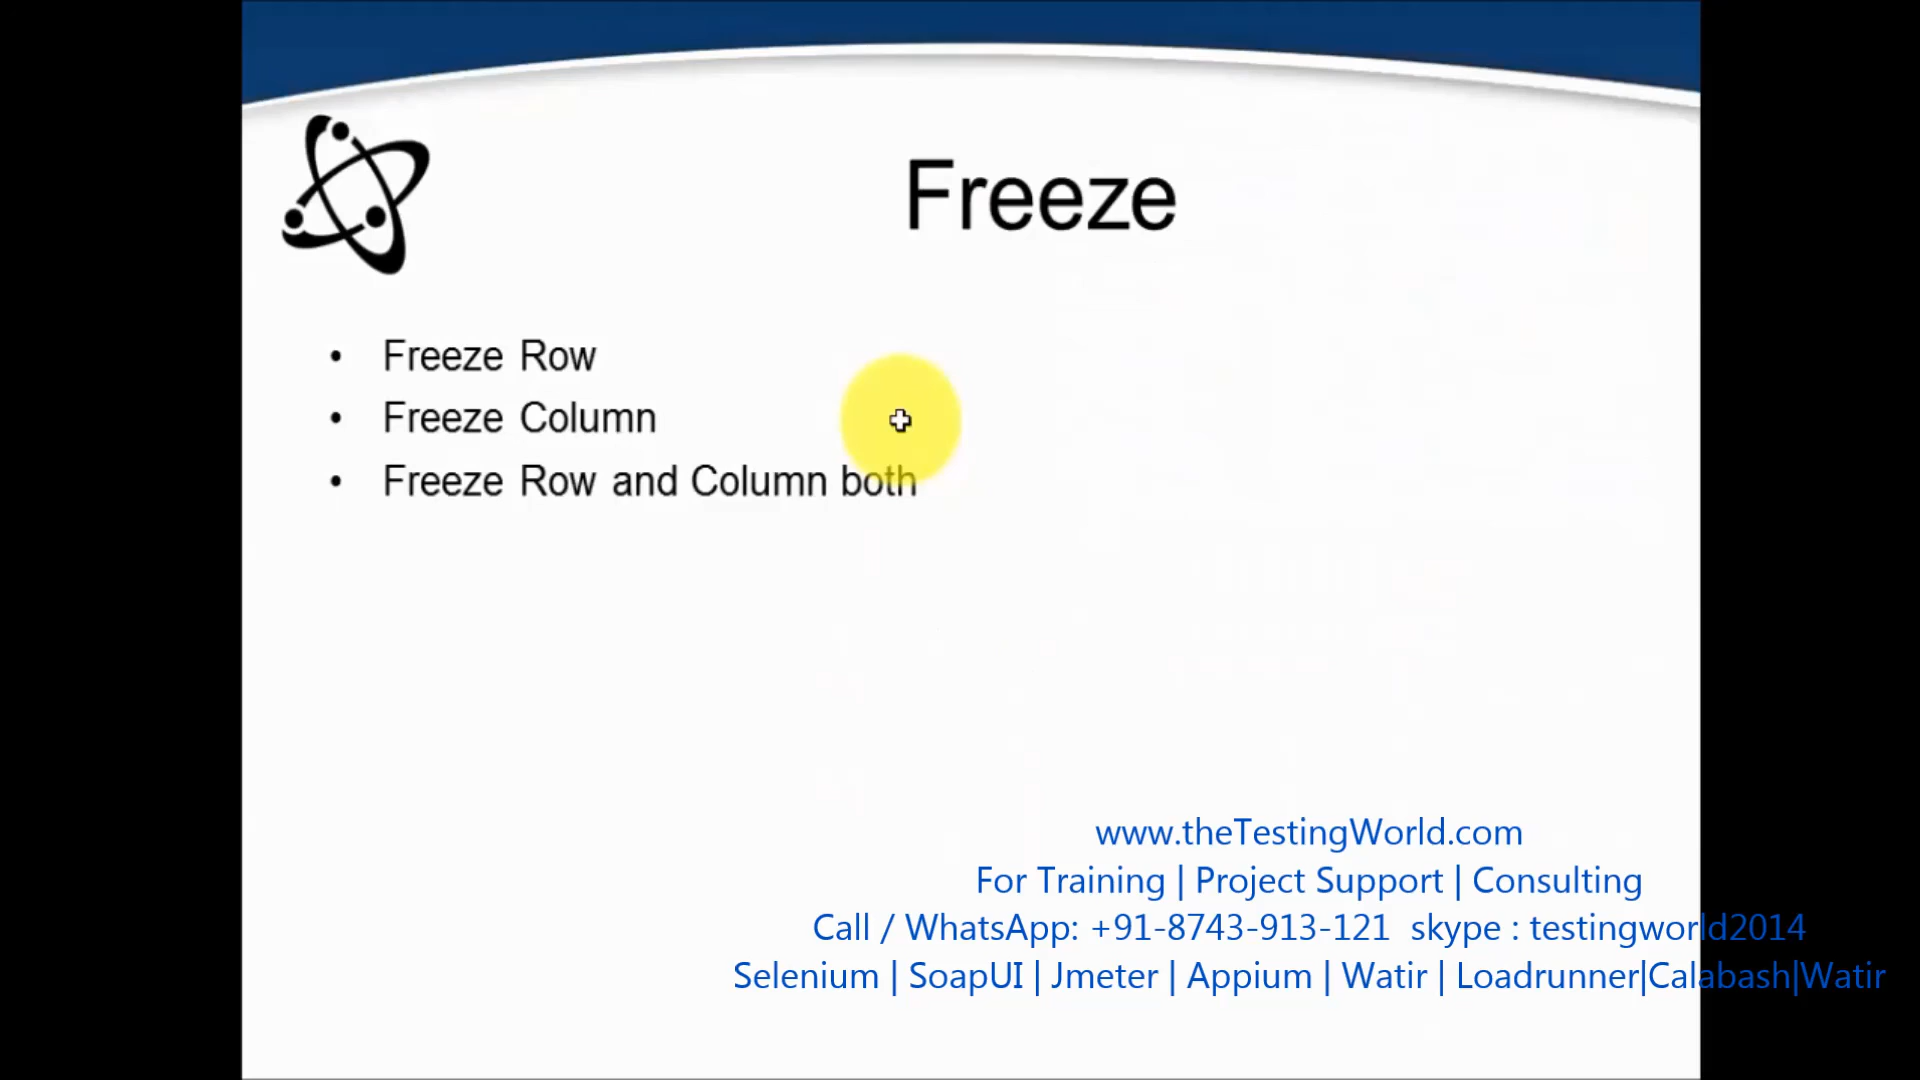 Freeze
• Freeze Row
• Freeze Column
• Freeze Row and Column both
www.theTestingWorld.com
For Training | Project Support | Consulting
Call / WhatsApp: +91-8743-913-121 skype : testingworld2014
Selenium | SoapUI | Jmeter | Appium | Watir | Loadrunner|Calabash|Watir